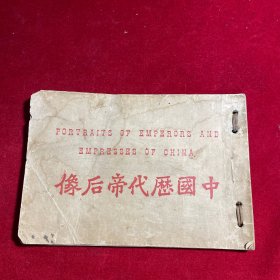 PORTRAITS OF EMPERORS AND
EMPRESSES OF CHINA
像后帝代歷國中